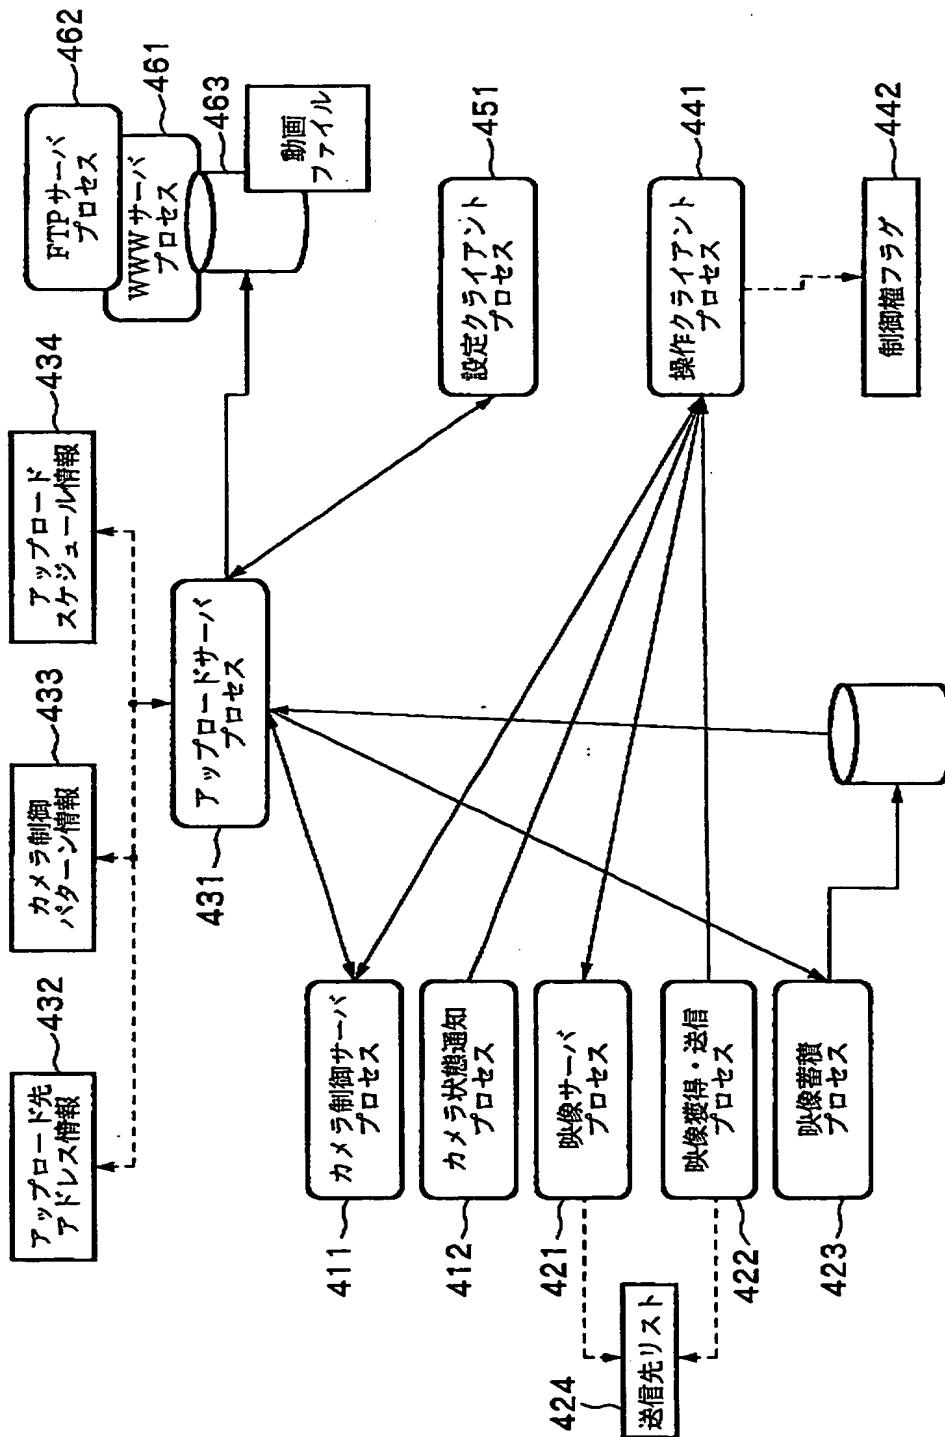 アップロード先
アドレス情報
432
カメラ制御
パターン情報
433
アップロード
スケジュール情報
434
FTPサーバ
プロセス
462
WWWサーバ
プロセス
461
463
動画
ファイル
アップロードサーバ
プロセス
431
カメラ制御サーバ
プロセス
411
カメラ状態通知
プロセス
412
映像サーバ
プロセス
421
映像獲得・送信
プロセス
422
映像蓄積
プロセス
423
424
送信先リスト
設定クライアント
プロセス
451
操作クライアント
プロセス
441
制御権フラグ
442